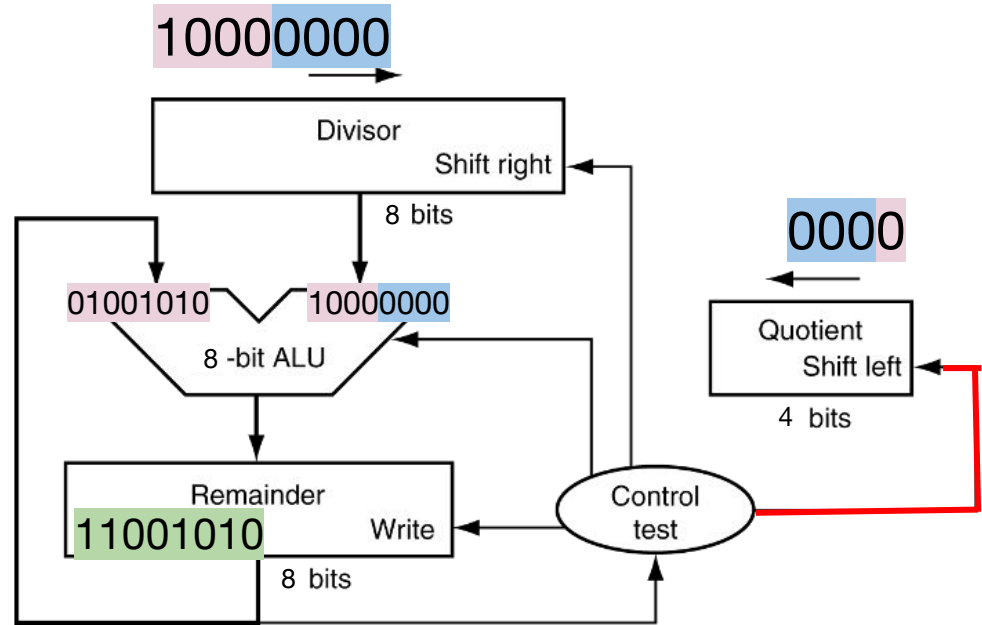 10000000
Divisor
Shift right
8 bits
0000
01001010
10000000
8 -bit ALU
Quotient
Shift left
4 bits
Remainder
11001010
Write
8 bits
Control
test